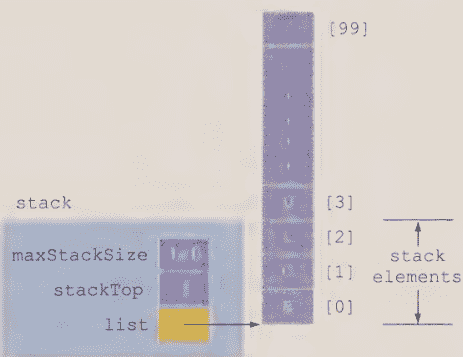 [99]
stack
[3]
maxStackSize
[2]
stack
elements
stackTop
[1]
list
[0]